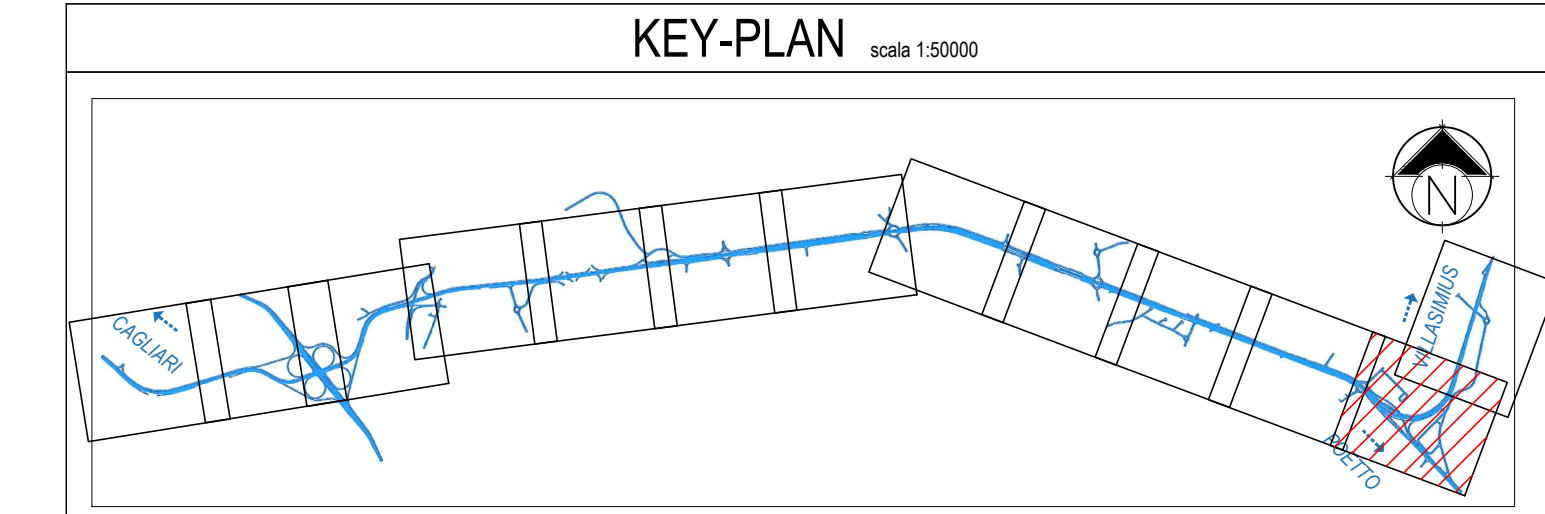 KEY-PLAN scala 1:50000
N
CAGLIARI
VILLASIMIUS
POETTO